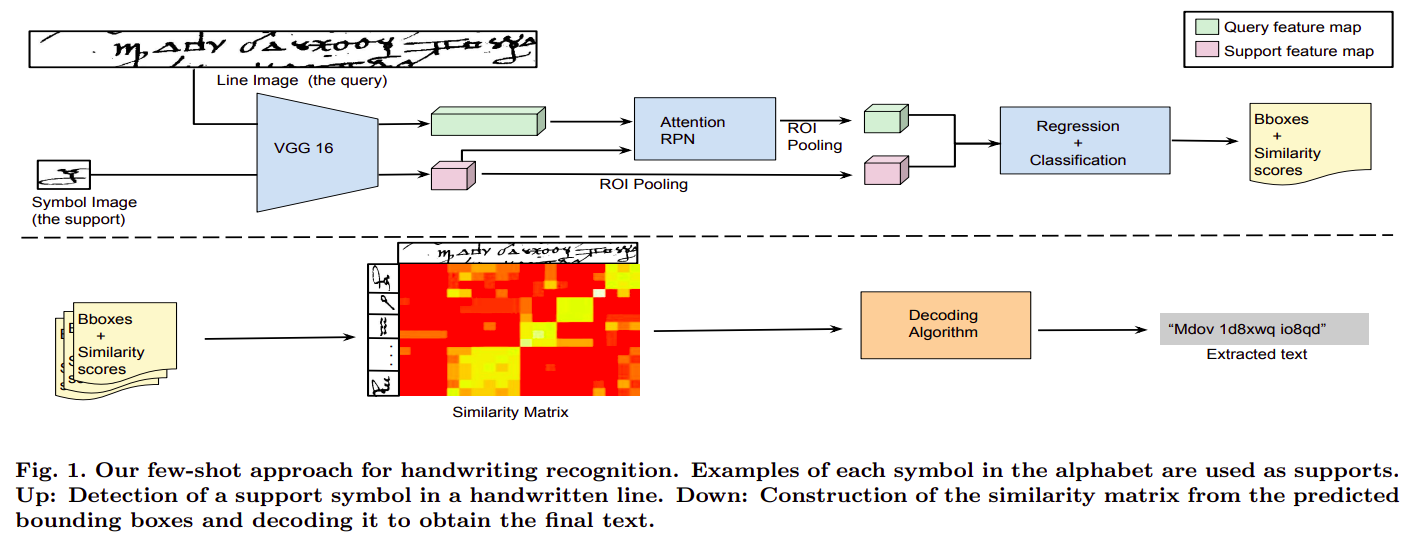 Query feature map
Support feature map
Line Image (the query)
VGG 16
Attention
RPN
ROI
Pooling
Regression
+
Classification
Bboxes
+
Similarity
scores
ROI Pooling
Symbol Image
(the support)
Bboxes
+
Similarity
scores
Similarity Matrix
Decoding
Algorithm
“Mdov 1d8xwq io8qd”
Extracted text
Fig. 1. Our few-shot approach for handwriting recognition. Examples of each symbol in the alphabet are used as supports.
Up: Detection of a support symbol in a handwritten line. Down: Construction of the similarity matrix from the predicted
bounding boxes and decoding it to obtain the final text.